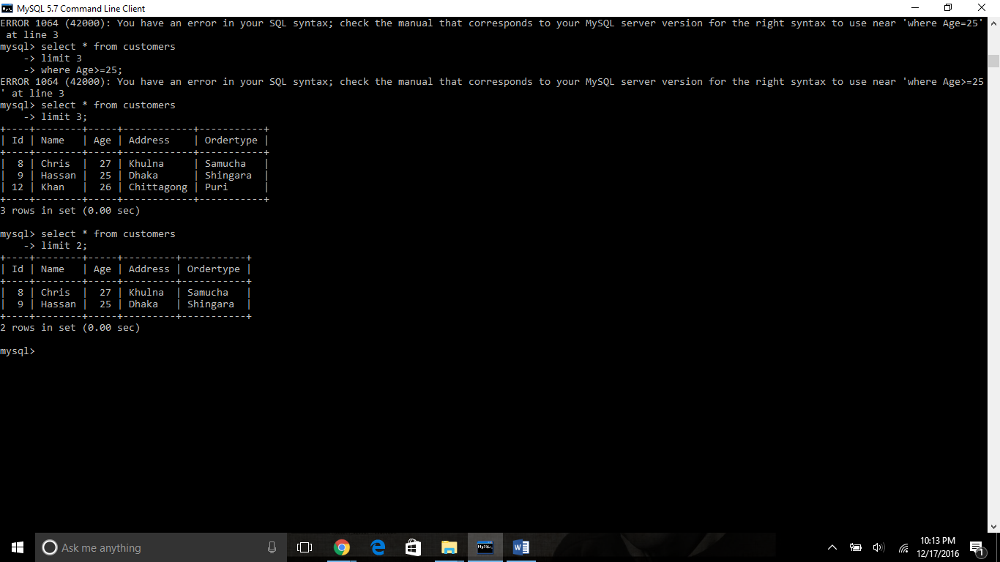 MySQL 5.7 Command Line Client
ERROR 1064 (42000): You have an error in your SQL syntax; check the manual that corresponds to your MySQL server version for the right syntax to use near 'where Age=25'
 at line 3
mysql> select * from customers
    -> limit 3
    -> where Age>=25;
ERROR 1064 (42000): You have an error in your SQL syntax; check the manual that corresponds to your MySQL server version for the right syntax to use near 'where Age>=25
' at line 3
mysql> select * from customers
    -> limit 3;
+----+--------+-----+------------+-----------+
| Id | Name   | Age | Address    | Ordertype |
+----+--------+-----+------------+-----------+
|  8 | Chris  |  27 | Khulna     | Samucha   |
|  9 | Hassan |  25 | Dhaka      | Shingara  |
| 12 | Khan   |  26 | Chittagong | Puri      |
+----+--------+-----+------------+-----------+
3 rows in set (0.00 sec)
mysql> select * from customers
    -> limit 2;
+----+--------+-----+---------+-----------+
| Id | Name   | Age | Address | Ordertype |
+----+--------+-----+---------+-----------+
|  8 | Chris  |  27 | Khulna  | Samucha   |
|  9 | Hassan |  25 | Dhaka   | Shingara  |
+----+--------+-----+---------+-----------+
2 rows in set (0.00 sec)
mysql>
Ask me anything
10:13 PM
12/17/2016
1